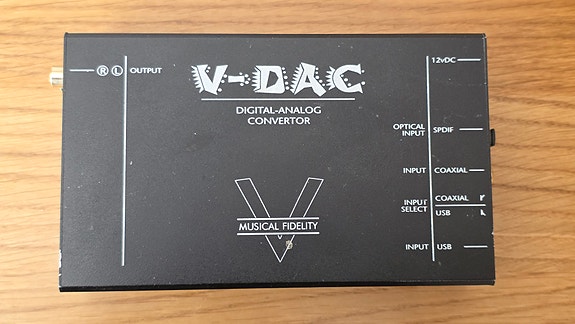 Ⓡ Ⓛ OUTPUT
V-DAC
DIGITAL-ANALOG
CONVERTOR
MUSICAL FIDELITY
12vDC
OPTICAL
INPUT
SPDIF
INPUT COAXIAL
INPUT
SELECT
COAXIAL
USB
INPUT USB